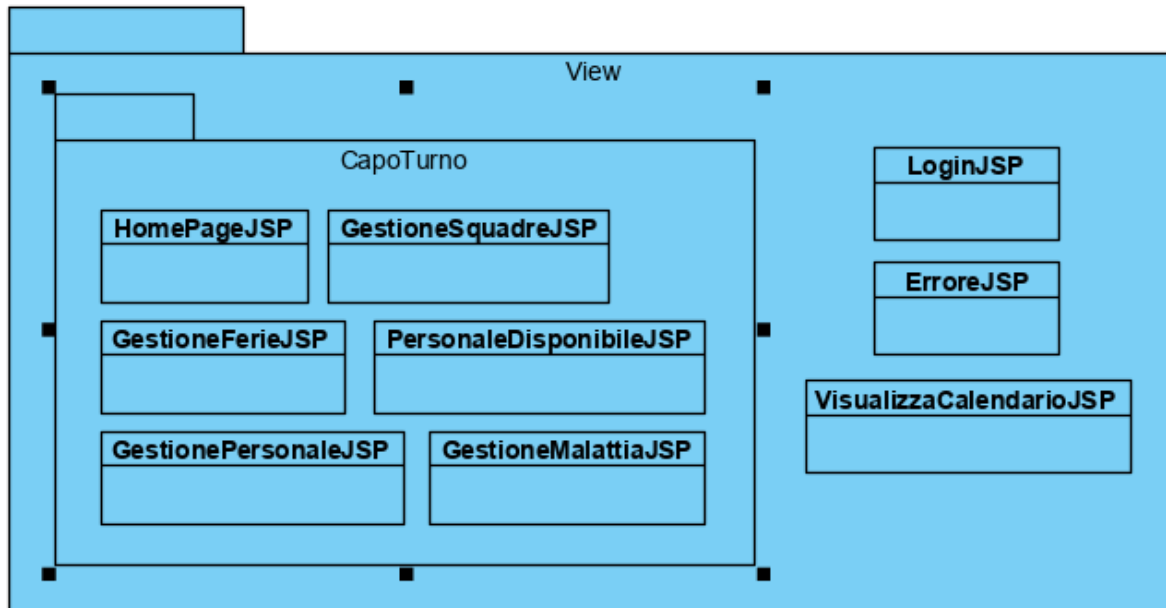 View
CapoTurno
HomePageJSP
GestioneSquadreJSP
GestioneFerieJSP
PersonaleDisponibileJSP
GestionePersonaleJSP
GestioneMalattiaJSP
LoginJSP
ErroreJSP
VisualizzaCalendarioJSP